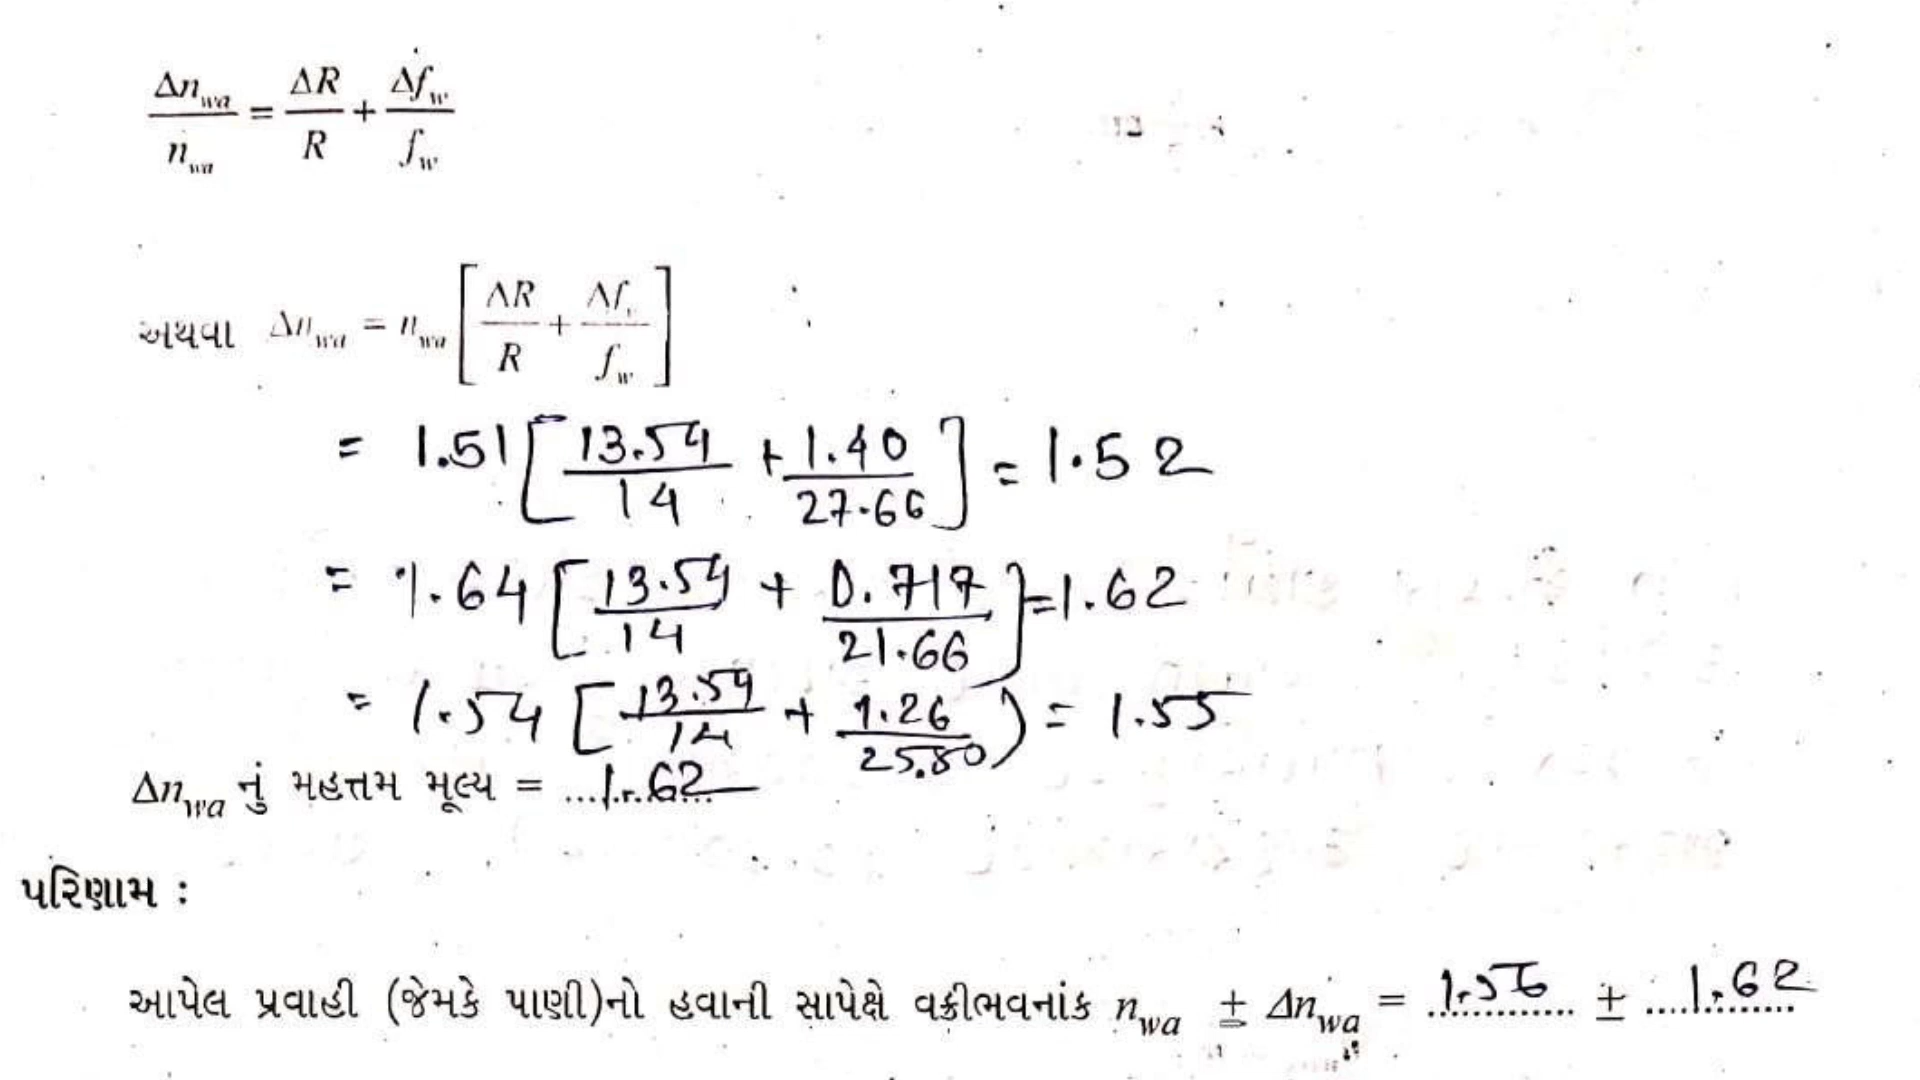 Δn_wa / n_wa = ΔR / R + Δf_w / f_w
અથવા Δn_wa = n_wa [ ΔR / R + Δf_w / f_w ]
= 1.51 [ 13.54 / 14 + 1.40 / 27.66 ] = 1.52
= 1.64 [ 13.54 / 14 + 0.717 / 21.66 ] = 1.62
= 1.54 [ 13.54 / 14 + 1.26 / 25.80 ) = 1.55
Δn_wa નું મહત્તમ મૂલ્ય = ...1.62...
પરિણામ :
આપેલ પ્રવાહી (જેમકે પાણી)નો હવાની સાપેક્ષે વક્રીભવનાંક n_wa ± Δn_wa = 1.56 ± 1.62